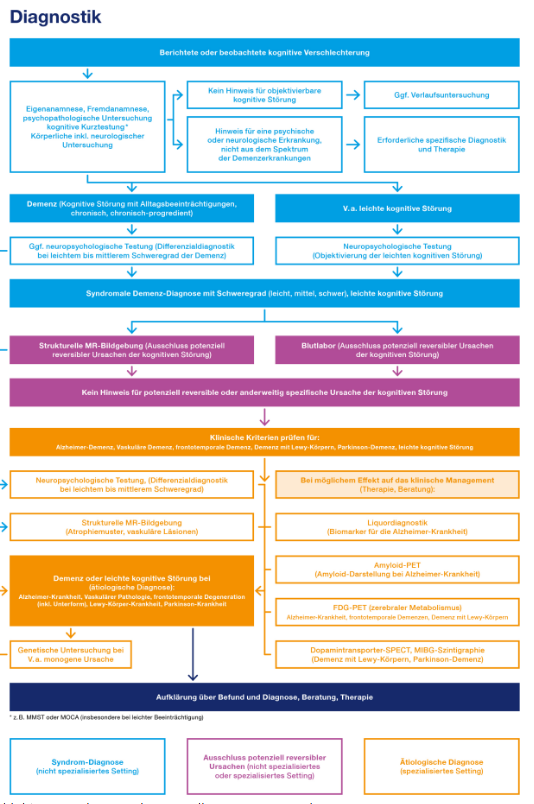 Diagnostik
Berichtete oder beobachtete kognitive Verschlechterung
Eigenanamnese, Fremdanamnese,
psychopathologische Untersuchung
kognitive Kurztestung*
Körperliche inkl. neurologischer
Untersuchung
Kein Hinweis für objektivierbare
kognitive Störung
Ggf. Verlaufsuntersuchung
Hinweis für eine psychische
oder neurologische Erkrankung,
nicht aus dem Spektrum
der Demenzerkrankungen
Erforderliche spezifische Diagnostik
und Therapie
Demenz (Kognitive Störung mit Alltagsbeeinträchtigungen,
chronisch, chronisch-progredient)
V.a. leichte kognitive Störung
Ggf. neuropsychologische Testung (Differenzialdiagnostik
bei leichtem bis mittlerem Schweregrad der Demenz)
Neuropsychologische Testung
(Objektivierung der leichten kognitiven Störung)
Syndromale Demenz-Diagnose mit Schweregrad (leicht, mittel, schwer), leichte kognitive Störung
Strukturelle MR-Bildgebung (Ausschluss potenziell
reversibler Ursachen der kognitiven Störung)
Blutlabor (Ausschluss potenziell reversibler Ursachen
der kognitiven Störung)
Kein Hinweis für potenziell reversible oder anderweitig spezifische Ursache der kognitiven Störung
Klinische Kriterien prüfen für:
Alzheimer-Demenz, Vaskuläre Demenz, frontotemporale Demenz, Demenz mit Lewy-Körpern, Parkinson-Demenz, leichte kognitive Störung
Neuropsychologische Testung, (Differenzialdiagnostik
bei leichtem bis mittlerem Schweregrad)
Bei möglichem Effekt auf das klinische Management
(Therapie, Beratung):
Strukturelle MR-Bildgebung
(Atrophiemuster, vaskuläre Läsionen)
Liquordiagnostik
(Biomarker für die Alzheimer-Krankheit)
Demenz oder leichte kognitive Störung bei
(ätiologische Diagnose):
Alzheimer-Krankheit, Vaskulärer Pathologie, frontotemporale Degeneration
(inkl. Unterform), Lewy-Körper-Krankheit, Parkinson-Krankheit
Amyloid-PET
(Amyloid-Darstellung bei Alzheimer-Krankheit)
FDG-PET (zerebraler Metabolismus)
Alzheimer-Krankheit, frontotemporale Demenzen, Demenz mit Lewy-Körpern
Genetische Untersuchung bei
V.a. monogene Ursache
Dopamintransporter-SPECT, MIBG-Szintigraphie
(Demenz mit Lewy-Körpern, Parkinson-Demenz)
Aufklärung über Befund und Diagnose, Beratung, Therapie
* z.B. MMST oder MOCA (insbesondere bei leichter Beeinträchtigung)
Syndrom-Diagnose
(nicht spezialisiertes Setting)
Ausschluss potenziell reversibler
Ursachen (nicht spezialisiertes
oder spezialisiertes Setting)
Ätiologische Diagnose
(spezialisiertes Setting)